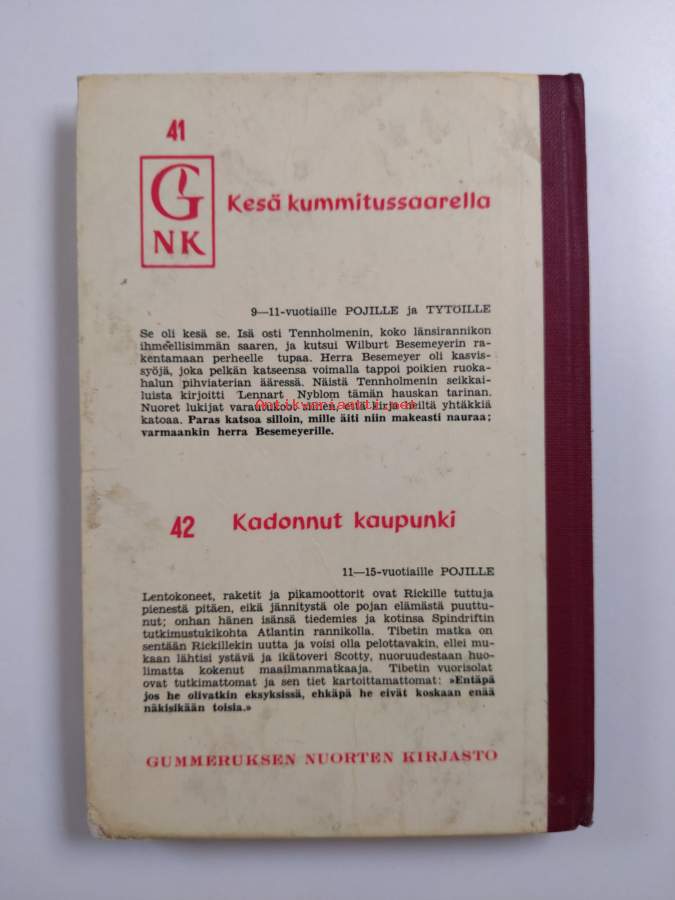 41
G
NK
Kesä kummitussaarella
9—11-vuotiaille POJILLE ja TYTÖILLE
Se oli kesä se. Isä osti Tennholmenin, koko länsirannikon
ihmeellisimmän saaren, ja kutsui Wilburt Besemeyerin ra-
kentamaan perheelle tupaa. Herra Besemeyer oli kasvis-
syöjä, joka pelkän katseensa voimalla tappoi poikien ruoka-
halun pihviaterian ääressä. Näistä Tennholmenin seikkai-
luista kirjoitti Lennart Nyblom tämän hauskan tarinan.
Nuoret lukijat varautukoot siihen, että kirja heiltä yhtäkkiä
katoaa. Paras katsoa silloin, mille äiti niin makeasti nauraa;
varmaankin herra Besemeyerille.
42 Kadonnut kaupunki
11—15-vuotiaille POJILLE
Lentokoneet, raketit ja pikamoottorit ovat Rickille tuttuja
pienestä pitäen, eikä jännitystä ole pojan elämästä puuttu-
nut; onhan hänen isänsä tiedemies ja kotinsa Spindriftin
tutkimustukikohta Atlantin rannikolla. Tibetin matka on
sentään Rickillekin uutta ja voisi olla pelottavakin, ellei mu-
kaan lähtisi ystävä ja ikätoveri Scotty, nuoruudestaan huo-
limatta kokenut maailmanmatkaaja. Tibetin vuorisolat
ovat tutkimattomat ja sen tiet kartoittamattomat: »Entäpä
jos he olivatkin eksyksissä, ehkäpä he eivät koskaan enää
näkisikään toisia.»
GUMMERUKSEN NUORTEN KIRJASTO